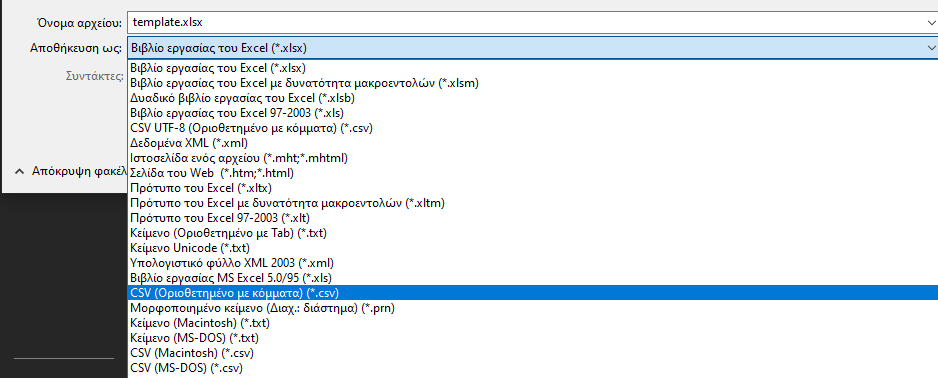 Όνομα αρχείου: template.xlsx
Αποθήκευση ως: Βιβλίο εργασίας του Excel (*.xlsx)
Συντάκτες: Βιβλίο εργασίας του Excel (*.xlsx)
Βιβλίο εργασίας του Excel με δυνατότητα μακροεντολών (*.xlsm)
Δυαδικό βιβλίο εργασίας του Excel (*.xlsb)
Βιβλίο εργασίας του Excel 97-2003 (*.xls)
CSV UTF-8 (Οριοθετημένο με κόμματα) (*.csv)
Δεδομένα XML (*.xml)
Ιστοσελίδα ενός αρχείου (*.mht;*.mhtml)
Απόκρυψη φακέλ Σελίδα του Web (*.htm;*.html)
Πρότυπο του Excel (*.xltx)
Πρότυπο του Excel με δυνατότητα μακροεντολών (*.xltm)
Πρότυπο του Excel 97-2003 (*.xlt)
Κείμενο (Οριοθετημένο με Tab) (*.txt)
Κείμενο Unicode (*.txt)
Υπολογιστικό φύλλο XML 2003 (*.xml)
Βιβλίο εργασίας MS Excel 5.0/95 (*.xls)
CSV (Οριοθετημένο με κόμματα) (*.csv)
Μορφοποιημένο κείμενο (Διαχ.: διάστημα) (*.prn)
Κείμενο (Macintosh) (*.txt)
Κείμενο (MS-DOS) (*.txt)
CSV (Macintosh) (*.csv)
CSV (MS-DOS) (*.csv)